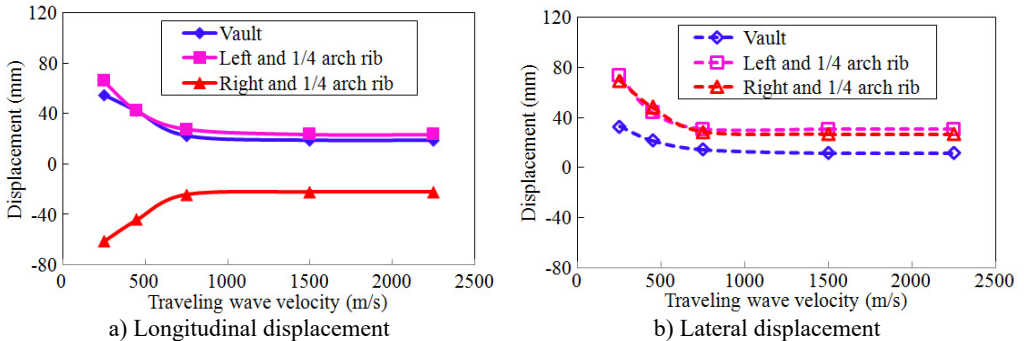 120
80
40
0
-40
-80
Displacement (mm)
Vault
Left and 1/4 arch rib
Right and 1/4 arch rib
0 500 1000 1500 2000 2500
Traveling wave velocity (m/s)
a) Longitudinal displacement
120
80
40
0
-40
-80
Displacement (mm)
Vault
Left and 1/4 arch rib
Right and 1/4 arch rib
0 500 1000 1500 2000 2500
Traveling wave velocity (m/s)
b) Lateral displacement